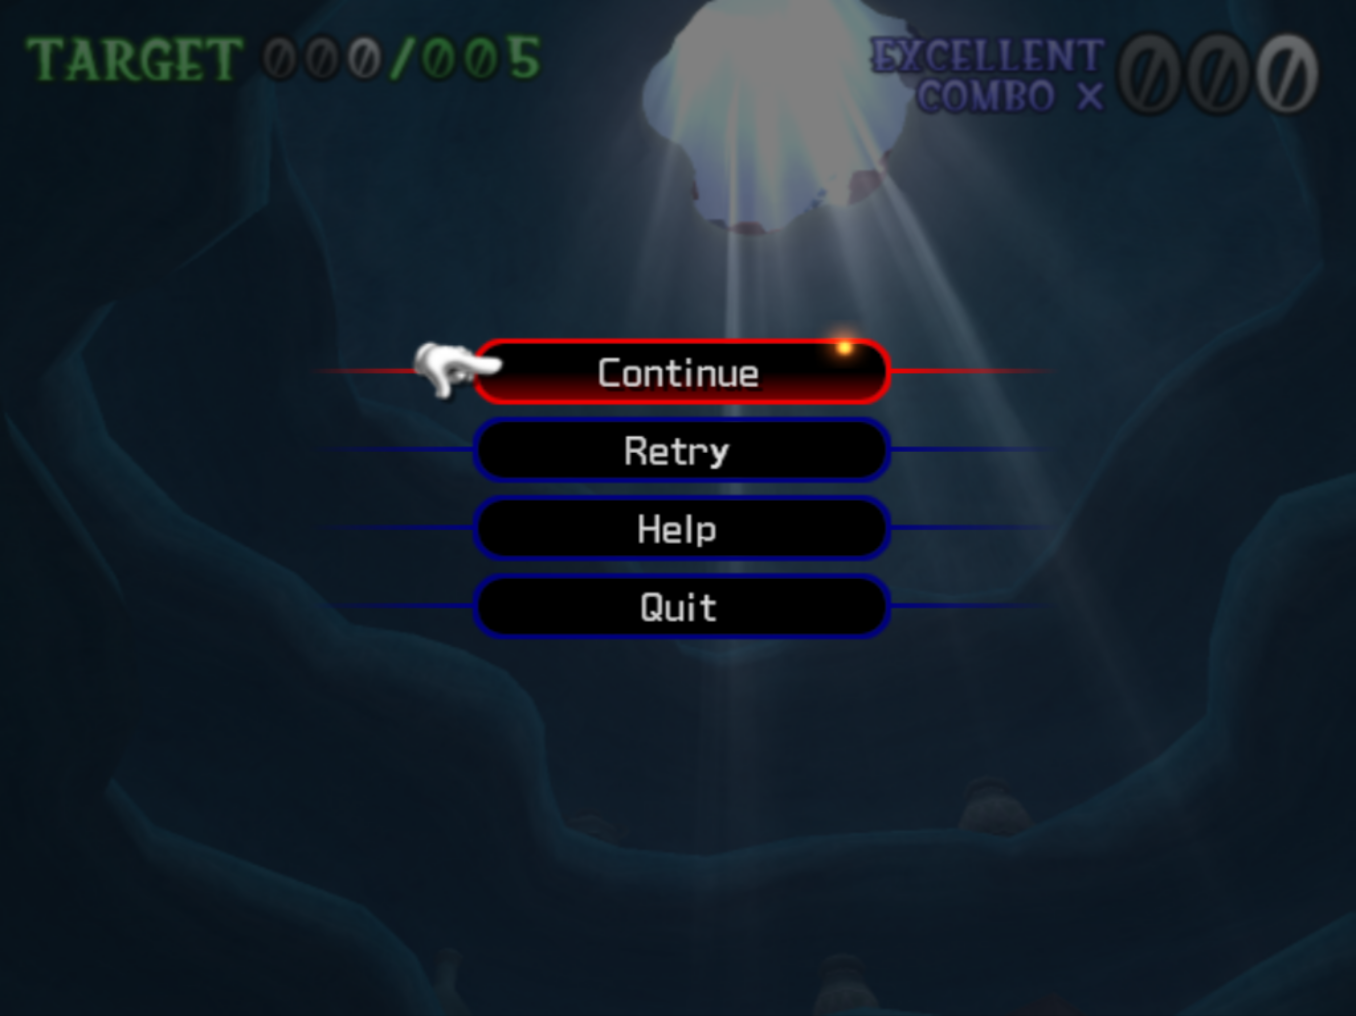 TARGET 000/005
EXCELLENT
COMBO × 000
Continue
Retry
Help
Quit